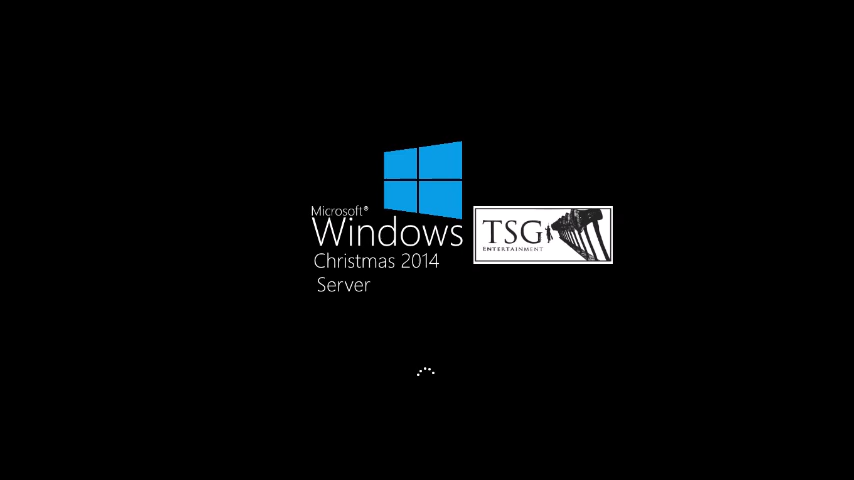 Microsoft®
Windows
Christmas 2014
Server
TSG
ENTERTAINMENT